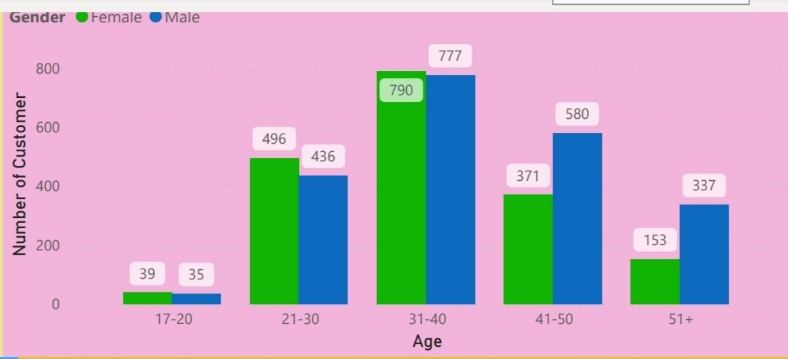 Gender Female Male
800
600
400
200
0
Number of Customer
39 35
496 436
790 777
371 580
153 337
17-20 21-30 31-40 41-50 51+
Age